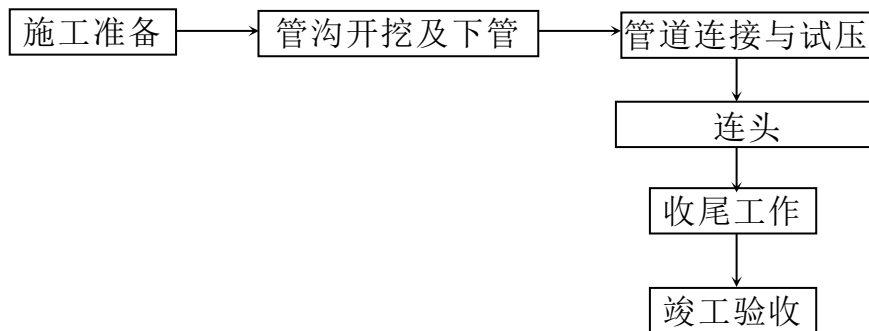 施工准备
管沟开挖及下管
管道连接与试压
连头
收尾工作
竣工验收